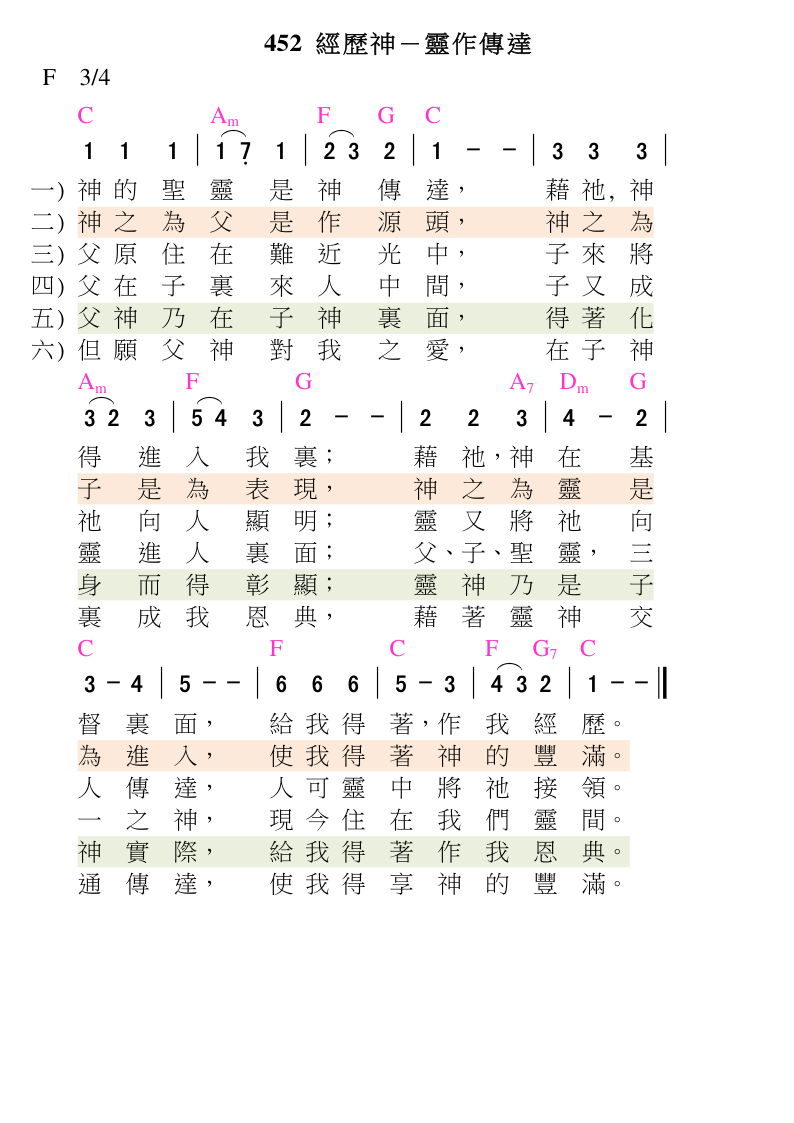 452 經歷神－靈作傳達
F 3/4
C Am F G C
1 1 1 | 1 7 1 | 2 3 2 | 1 － － | 3 3 3 |
一) 神的聖靈是神傳達，藉祂, 神
二) 神之為父是作源頭，神之為
三) 父原住在難近光中，子來將
四) 父在子裏來人中間，子又成
五) 父神乃在子神裏面，得著化
六) 但願父神對我之愛，在子神
Am F G A7 Dm G
3 2 3 | 5 4 3 | 2 － － | 2 2 3 | 4 － 2 |
得進入我裏；藉祂，神在基
子是為表現，神之為靈是
祂向人顯明；靈又將祂向
靈進人裏面；父、子、聖靈，三
身而得彰顯；靈神乃是子
裏成我恩典，藉著靈神交
C F C F G7 C
3 － 4 | 5 － － | 6 6 6 | 5 － 3 | 4 3 2 | 1 － － ‖
督裏面，給我得著，作我經歷。
為進入，使我得著神的豐滿。
人傳達，人可靈中將祂接領。
一之神，現今住在我們靈間。
神實際，給我得著作我恩典。
通傳達，使我得享神的豐滿。